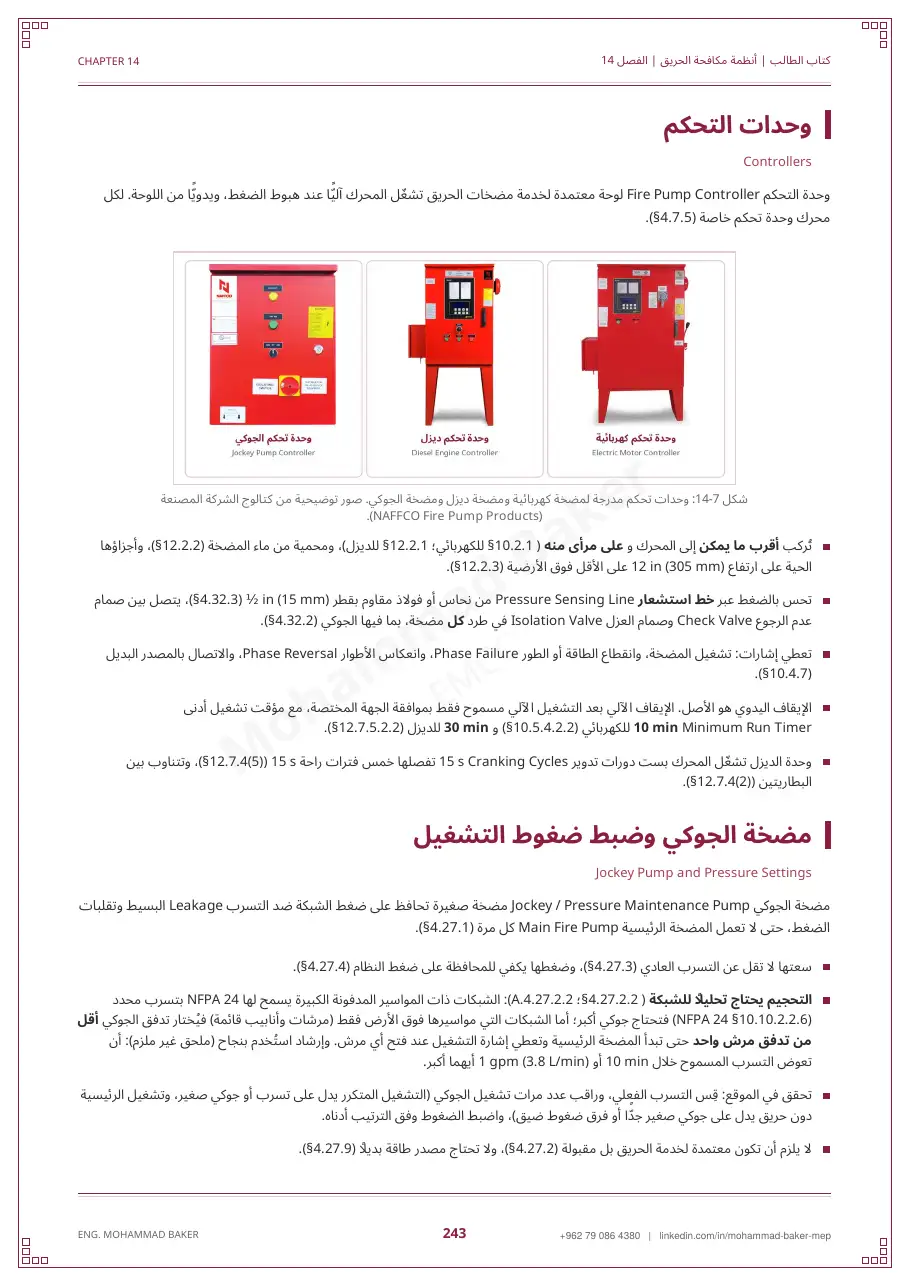 CHAPTER 14
كتاب الطالب | أنظمة مكافحة الحريق | الفصل 14
وحدات التحكم
Controllers
وحدة التحكم Fire Pump Controller لوحة معتمدة لخدمة مضخات الحريق تشغّل المحرك آليًّا عند هبوط الضغط، ويدويًّا من اللوحة. لكل
محرك وحدة تحكم خاصة (§4.7.5).
NAFFCO
وحدة تحكم الجوكي
Jockey Pump Controller
وحدة تحكم ديزل
Diesel Engine Controller
وحدة تحكم كهربائية
Electric Motor Controller
شكل 7-14: وحدات تحكم مدرجة لمضخة كهربائية ومضخة ديزل ومضخة الجوكي. صور توضيحية من كتالوج الشركة المصنعة
(NAFFCO Fire Pump Products).
تُركب أقرب ما يمكن إلى المحرك و على مرأى منه ( §10.2.1 للكهربائي؛ §12.2.1 للديزل)، ومحمية من ماء المضخة (§12.2.2)، وأجزاؤها
الحية على ارتفاع 12 in (305 mm) على الأقل فوق الأرضية (§12.2.3).
تحس بالضغط عبر خط استشعار Pressure Sensing Line من نحاس أو فولاذ مقاوم بقطر ½ in (15 mm) (§4.32.3)، يتصل بين صمام
عدم الرجوع Check Valve وصمام العزل Isolation Valve في طرد كل مضخة، بما فيها الجوكي (§4.32.2).
تعطي إشارات: تشغيل المضخة، وانقطاع الطاقة أو الطور Phase Failure، وانعكاس الأطوار Phase Reversal، والاتصال بالمصدر البديل
(§10.4.7).
الإيقاف اليدوي هو الأصل. الإيقاف الآلي بعد التشغيل الآلي مسموح فقط بموافقة الجهة المختصة، مع مؤقت تشغيل أدنى
Minimum Run Timer 10 min للكهربائي (§10.5.4.2.2) و 30 min للديزل (§12.7.5.2.2).
وحدة الديزل تشغّل المحرك بست دورات تدوير 15 s Cranking Cycles تفصلها خمس فترات راحة 15 s (§12.7.4(5))، وتتناوب بين
البطاريتين (§12.7.4(2)).
مضخة الجوكي وضبط ضغوط التشغيل
Jockey Pump and Pressure Settings
مضخة الجوكي Jockey / Pressure Maintenance Pump مضخة صغيرة تحافظ على ضغط الشبكة ضد التسرب Leakage البسيط وتقلبات
الضغط، حتى لا تعمل المضخة الرئيسية Main Fire Pump كل مرة (§4.27.1).
سعتها لا تقل عن التسرب العادي (§4.27.3)، وضغطها يكفي للمحافظة على ضغط النظام (§4.27.4).
التحجيم يحتاج تحليلًا للشبكة ( §4.27.2.2؛ A.4.27.2.2): الشبكات ذات المواسير المدفونة الكبيرة يسمح لها NFPA 24 بتسرب محدد
(NFPA 24 §10.10.2.2.6) فتحتاج جوكي أكبر؛ أما الشبكات التي مواسيرها فوق الأرض فقط (مرشات وأنابيب قائمة) فيُختار تدفق الجوكي أقل
من تدفق مرش واحد حتى تبدأ المضخة الرئيسية وتعطي إشارة التشغيل عند فتح أي مرش. وإرشاد استُخدم بنجاح (ملحق غير ملزم): أن
تعوض التسرب المسموح خلال 10 min أو 1 gpm (3.8 L/min) أيهما أكبر.
تحقق في الموقع: قِس التسرب الفعلي، وراقب عدد مرات تشغيل الجوكي (التشغيل المتكرر يدل على تسرب أو جوكي صغير، وتشغيل الرئيسية
دون حريق يدل على جوكي صغير جدًّا أو فرق ضغوط ضيق)، واضبط الضغوط وفق الترتيب أدناه.
لا يلزم أن تكون معتمدة لخدمة الحريق بل مقبولة (§4.27.2)، ولا تحتاج مصدر طاقة بديلًا (§4.27.9).
ENG. MOHAMMAD BAKER
243
+962 79 086 4380 | linkedin.com/in/mohammad-baker-mep